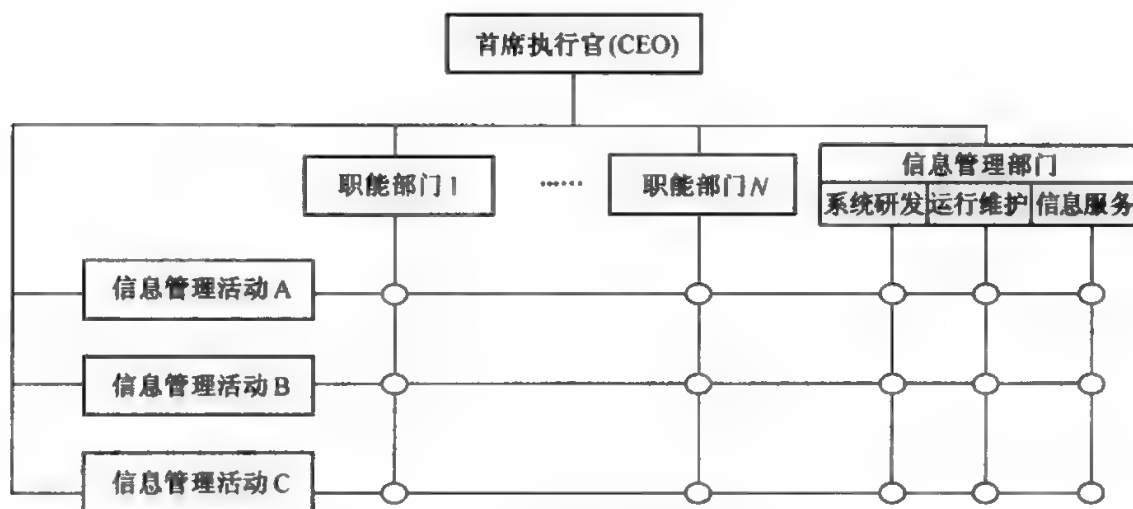 首席执行官(CEO)
职能部门1
……
职能部门N
信息管理部门
系统研发
运行维护
信息服务
信息管理活动A
信息管理活动B
信息管理活动C